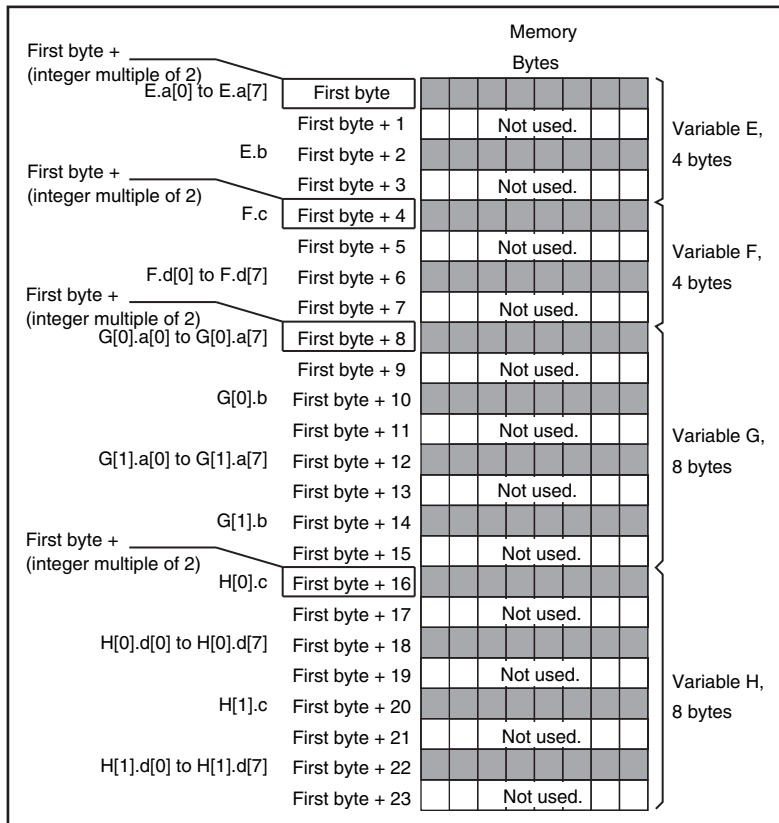 Memory
Bytes
First byte +
(integer multiple of 2)
E.a[0] to E.a[7] First byte
First byte + 1 Not used.
E.b First byte + 2
First byte + 3 Not used.
Variable E,
4 bytes
First byte +
(integer multiple of 2)
F.c First byte + 4
First byte + 5 Not used.
F.d[0] to F.d[7] First byte + 6
First byte + 7 Not used.
Variable F,
4 bytes
First byte +
(integer multiple of 2)
G[0].a[0] to G[0].a[7] First byte + 8
First byte + 9 Not used.
G[0].b First byte + 10
First byte + 11 Not used.
G[1].a[0] to G[1].a[7] First byte + 12
First byte + 13 Not used.
G[1].b First byte + 14
First byte + 15 Not used.
Variable G,
8 bytes
First byte +
(integer multiple of 2)
H[0].c First byte + 16
First byte + 17 Not used.
H[0].d[0] to H[0].d[7] First byte + 18
First byte + 19 Not used.
H[1].c First byte + 20
First byte + 21 Not used.
H[1].d[0] to H[1].d[7] First byte + 22
First byte + 23 Not used.
Variable H,
8 bytes